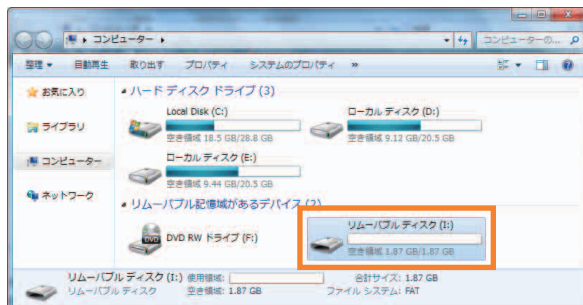 コンピューター
コンピューターの...
整理 自動再生 取り出す プロパティ システムのプロパティ »
お気に入り
ライブラリ
コンピューター
ネットワーク
ハード ディスク ドライブ (3)
Local Disk (C:)
空き領域 18.5 GB/28.8 GB
ローカル ディスク (D:)
空き領域 9.12 GB/20.5 GB
ローカル ディスク (E:)
空き領域 9.44 GB/20.5 GB
リムーバブル記憶域があるデバイス (2)
DVD
DVD RW ドライブ (F:)
リムーバブル ディスク (I:)
空き領域 1.87 GB/1.87 GB
リムーバブル ディスク (I:) 使用領域: 合計サイズ: 1.87 GB
リムーバブル ディスク 空き領域: 1.87 GB ファイル システム: FAT